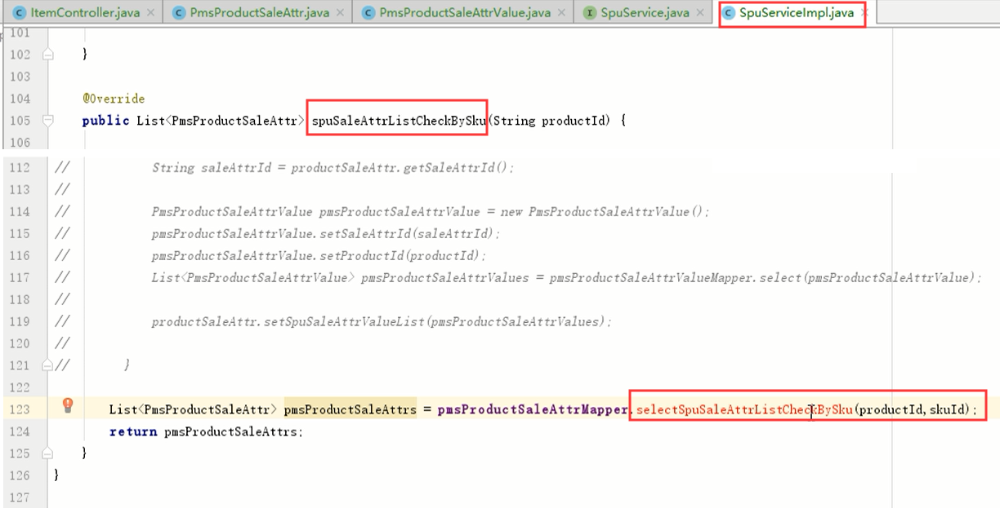 ItemController.java × PmsProductSaleAttr.java × PmsProductSaleAttrValue.java × SpuService.java × SpuServiceImpl.java ×
101
102 }
103
104 @Override
105 public List<PmsProductSaleAttr> spuSaleAttrListCheckBySku(String productId) {
106
112 // String saleAttrId = productSaleAttr.getSaleAttrId();
113 //
114 // PmsProductSaleAttrValue pmsProductSaleAttrValue = new PmsProductSaleAttrValue();
115 // pmsProductSaleAttrValue.setSaleAttrId(saleAttrId);
116 // pmsProductSaleAttrValue.setProductId(productId);
117 // List<PmsProductSaleAttrValue> pmsProductSaleAttrValues = pmsProductSaleAttrValueMapper.select(pmsProductSaleAttrValue);
118 //
119 // productSaleAttr.setSpuSaleAttrValueList(pmsProductSaleAttrValues);
120 //
121 // }
122
123 List<PmsProductSaleAttr> pmsProductSaleAttrs = pmsProductSaleAttrMapper.selectSpuSaleAttrListCheckBySku(productId,skuId);
124 return pmsProductSaleAttrs;
125 }
126 }
127